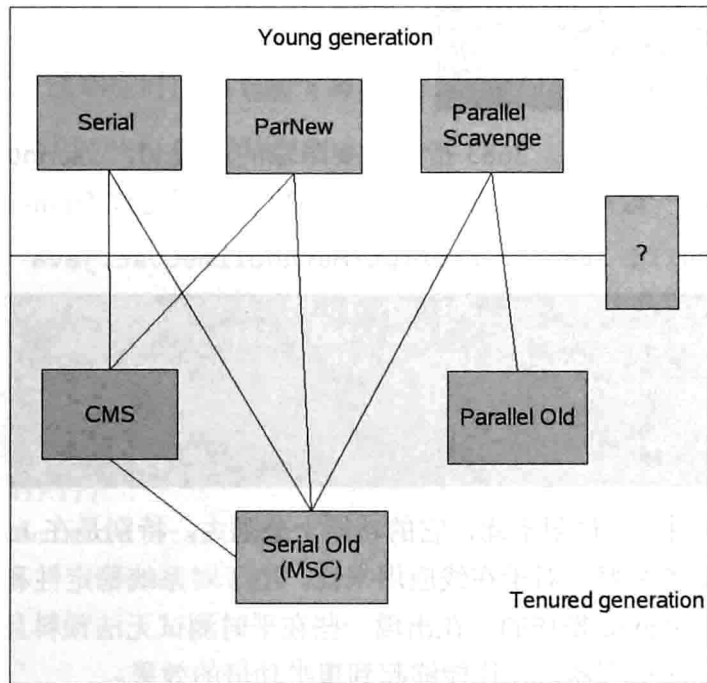 Young generation
Serial
ParNew
Parallel
Scavenge
?
CMS
Parallel Old
Serial Old
(MSC)
Tenured generation